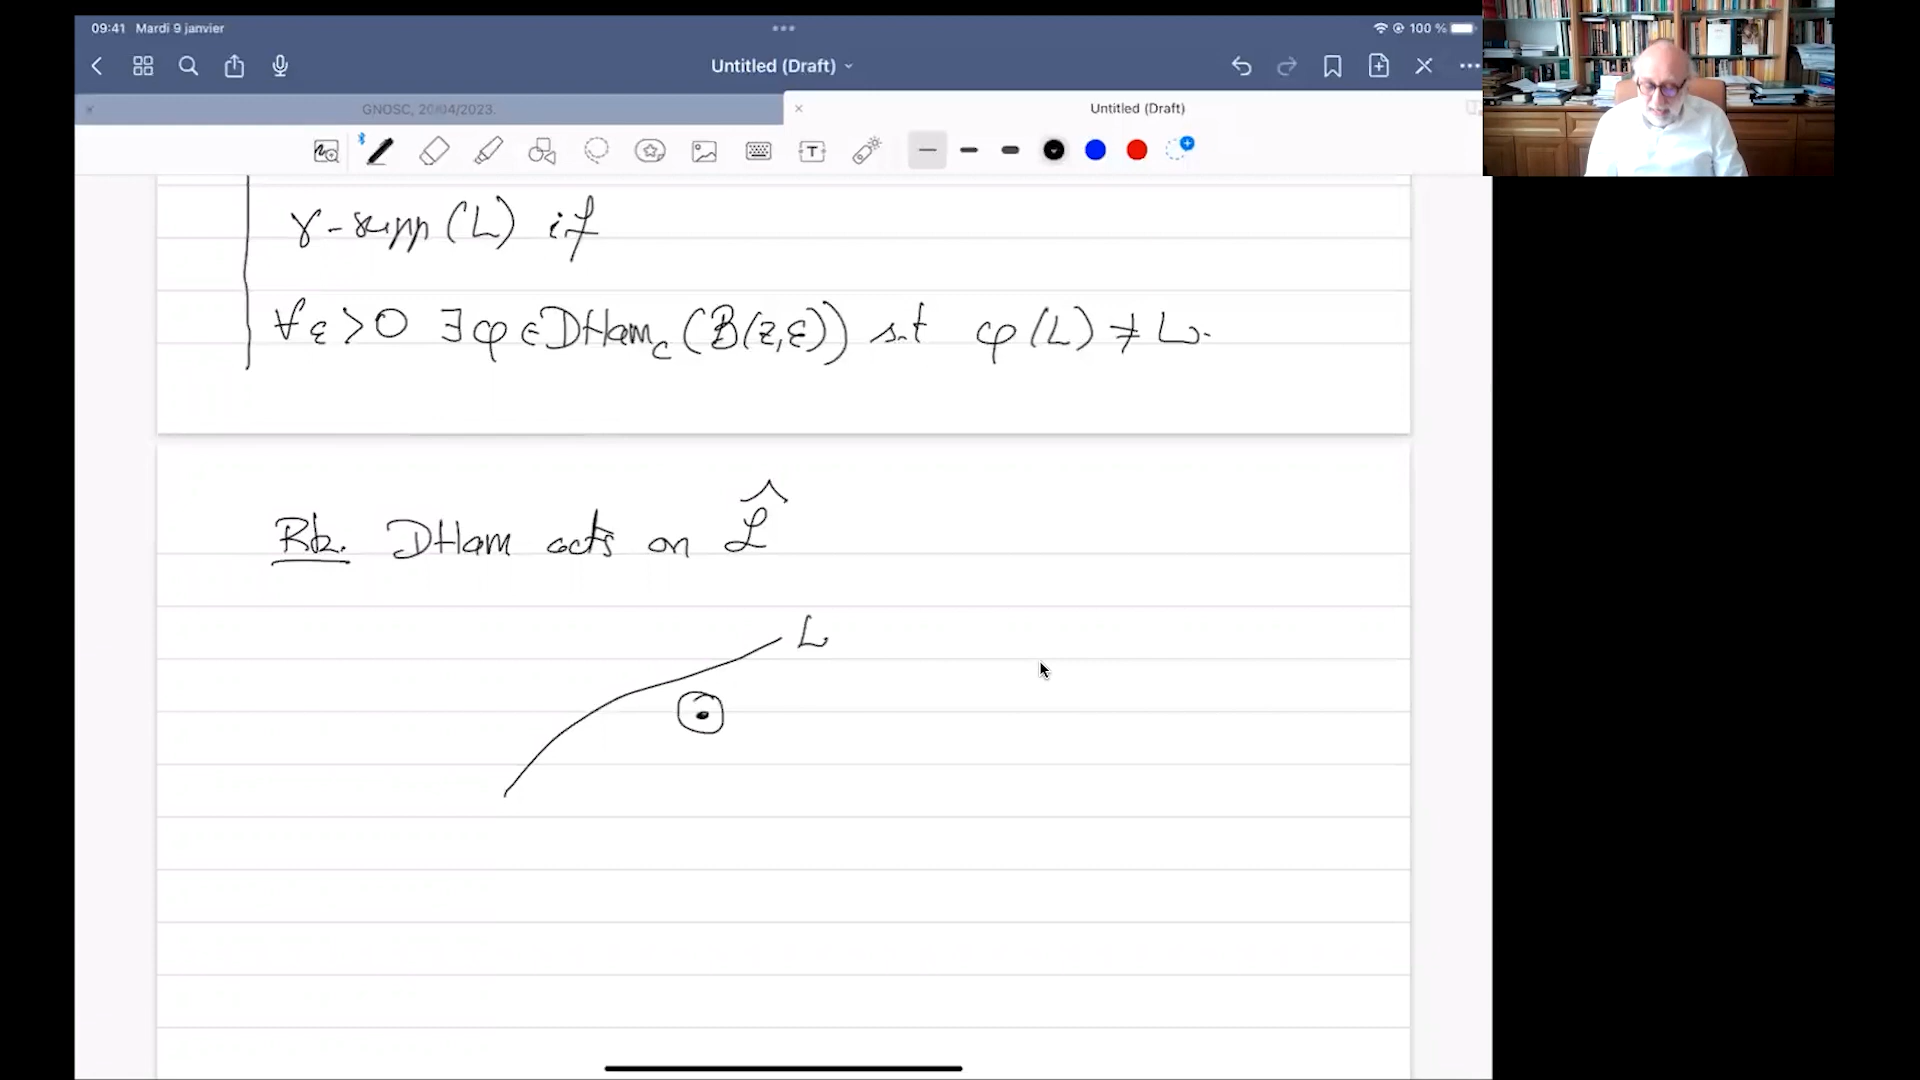 09:41 Mardi 9 janvier
100 %
Untitled (Draft)
GNOSC, 20/04/2023.
Untitled (Draft)
γ-supp (L) if
∀ε>0 ∃φ∈DHam_c (B(z,ε)) s.t φ(L) ≠ L.
Rk. DHam acts on \hat{𝓛}
L